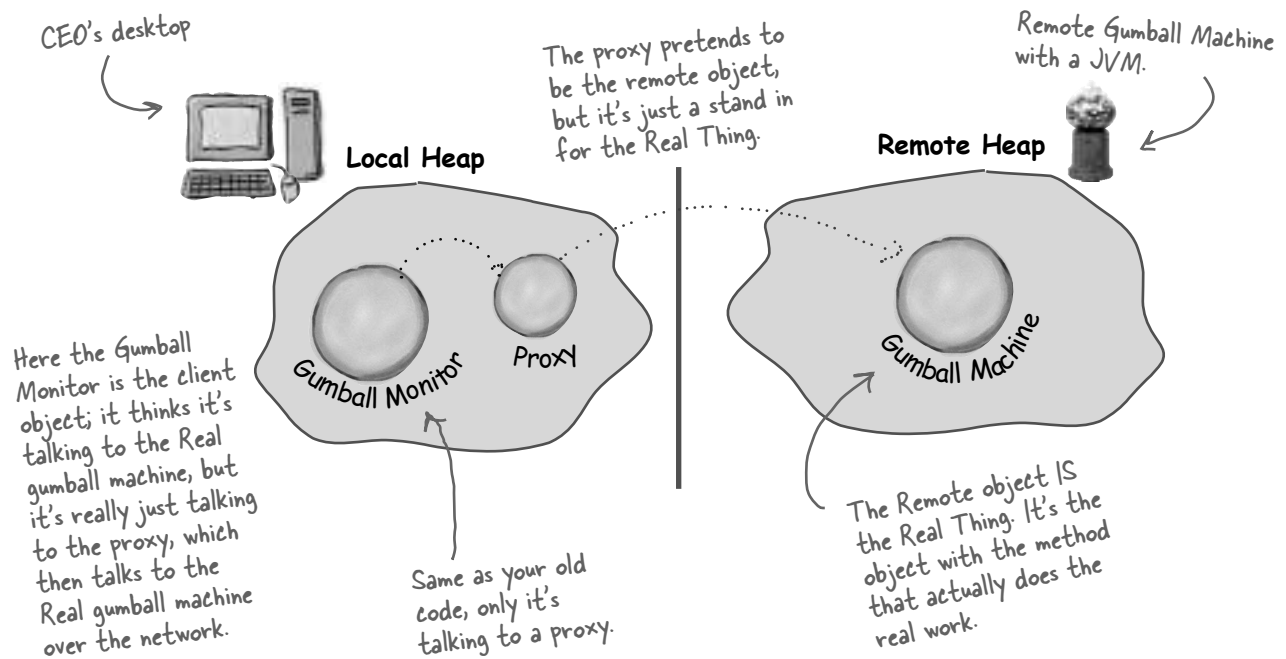 CEO's desktop
The proxy pretends to
be the remote object,
but it's just a stand in
for the Real Thing.
Remote Gumball Machine
with a JVM.
Local Heap
Remote Heap
Gumball Monitor
Proxy
Gumball Machine
Here the Gumball
Monitor is the client
object; it thinks it's
talking to the Real
gumball machine, but
it's really just talking
to the proxy, which
then talks to the
Real gumball machine
over the network.
Same as your old
code, only it's
talking to a proxy.
The Remote object IS
the Real Thing. It's the
object with the method
that actually does the
real work.